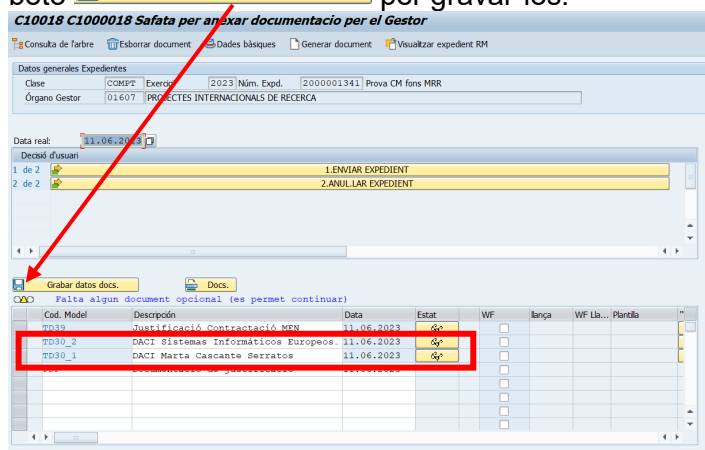 botó per gravar-los.
C10018 C1000018 Safata per anexar documentacio per el Gestor
Consulta de l'arbre Esborrar document Dades bàsiques Generar document Visualitzar expedient RM
Datos generales Expedientes
Clase COMPT Exercici 2023 Núm. Expd. 2000001341 Prova CM fons MRR
Órgano Gestor 01607 PROJECTES INTERNACIONALS DE RECERCA
Data real: 11.06.2023
Decisió d'usuari
1 de 2 1.ENVIAR EXPEDIENT
2 de 2 2.ANUL.LAR EXPEDIENT
Grabar datos docs. Docs.
Falta algun document opcional (es permet continuar)
Cod. Model Descripción Data Estat WF llança WF Lla... Plantilla
TD39 Justificació Contractació MEN 11.06.2023
TD30_2 DACI Sistemas Informáticos Europeos. 11.06.2023
TD30_1 DACI Marta Cascante Serratos 11.06.2023